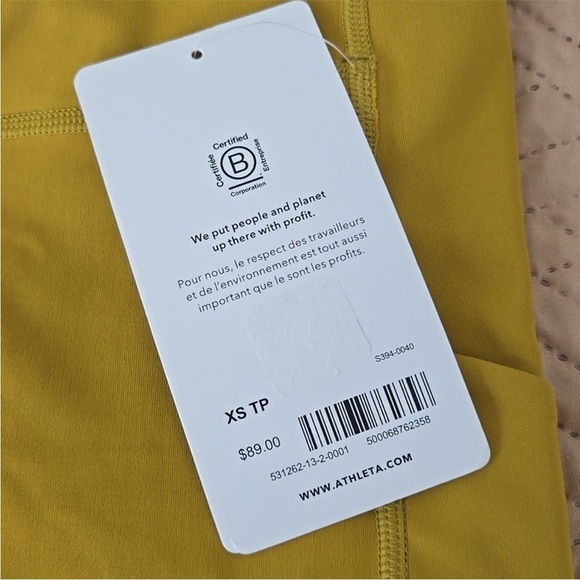 Certified
Certifiée
B
Entreprise
Corporation
We put people and planet
up there with profit.
Pour nous, le respect des travailleurs
et de l'environnement est tout aussi
important que le sont les profits.
S394-0040
XS TP
$89.00
531262-13-2-0001 500068762358
WWW.ATHLETA.COM